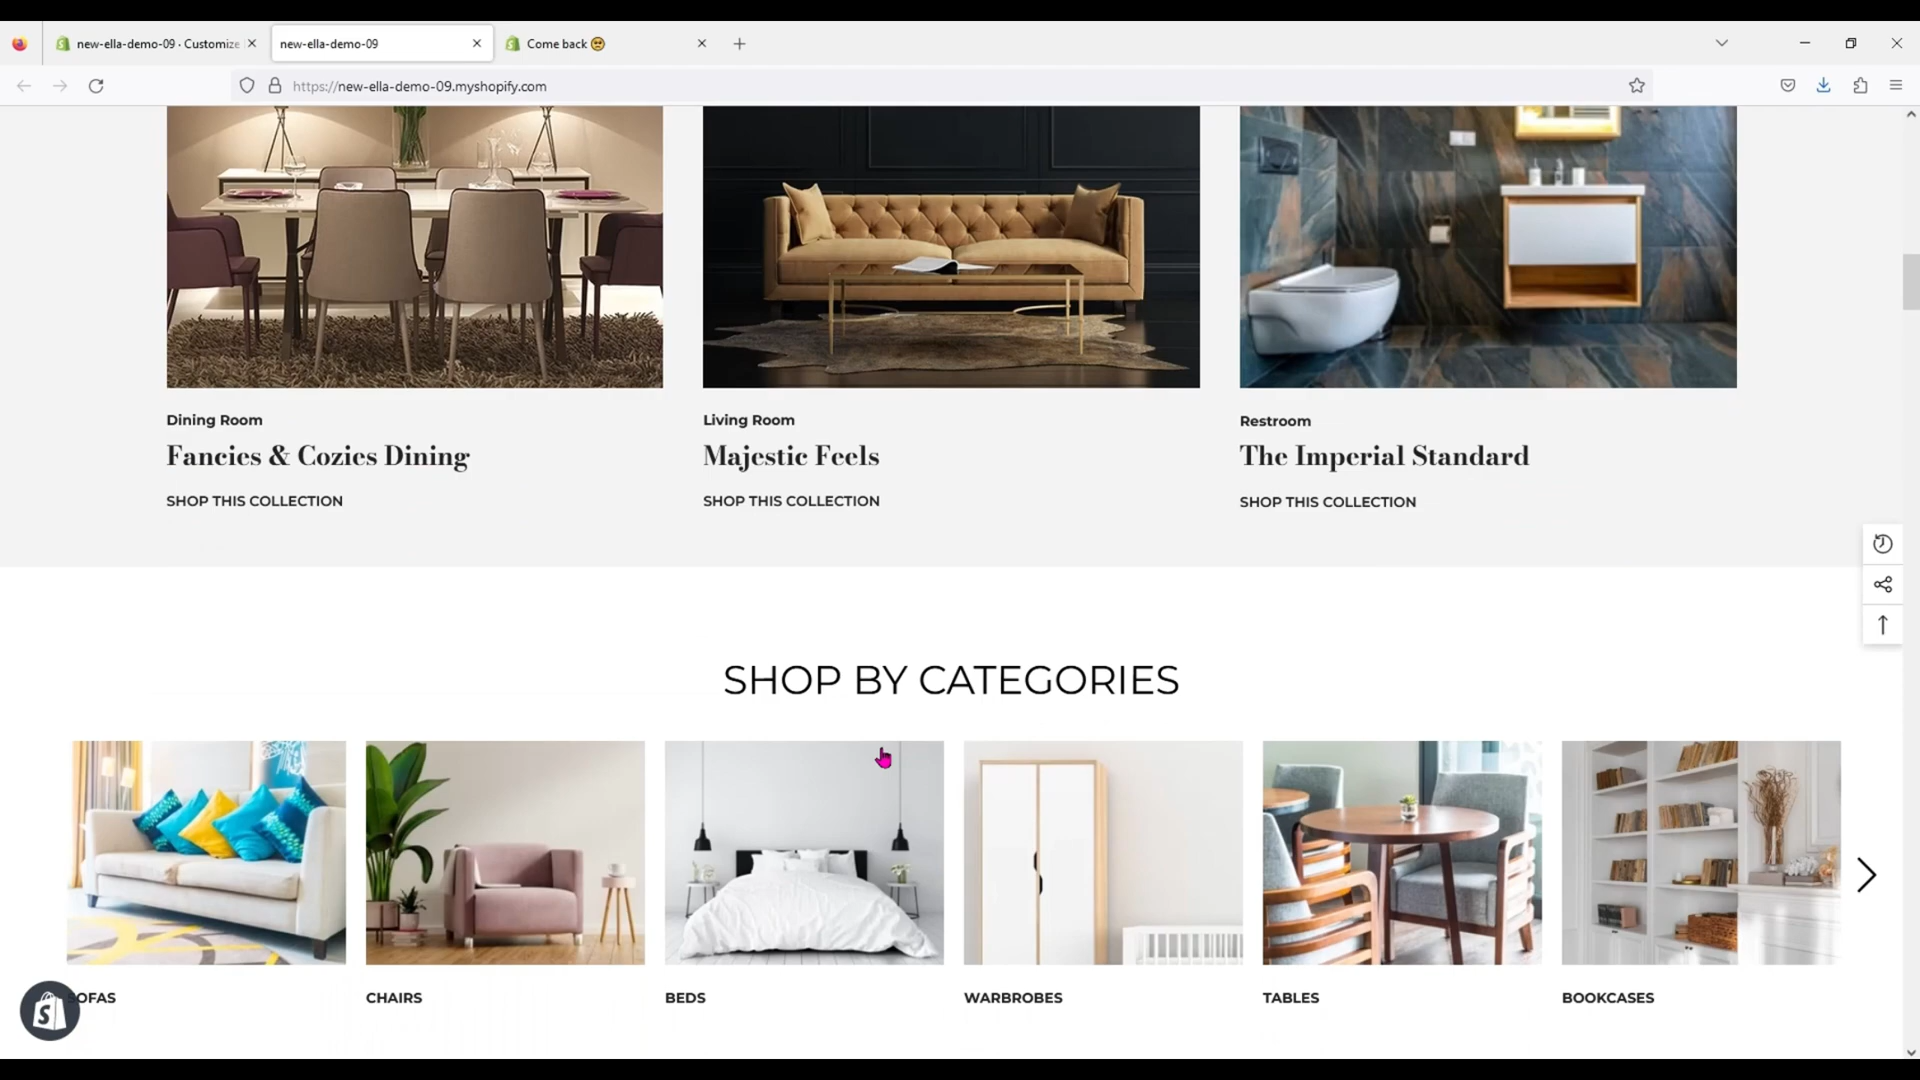 new-ella-demo-09 · Customize
new-ella-demo-09
Come back 🥺
https://new-ella-demo-09.myshopify.com
Dining Room
Living Room
Restroom
Fancies & Cozies Dining
Majestic Feels
The Imperial Standard
SHOP THIS COLLECTION
SHOP THIS COLLECTION
SHOP THIS COLLECTION
SHOP BY CATEGORIES
SOFAS
CHAIRS
BEDS
WARBROBES
TABLES
BOOKCASES